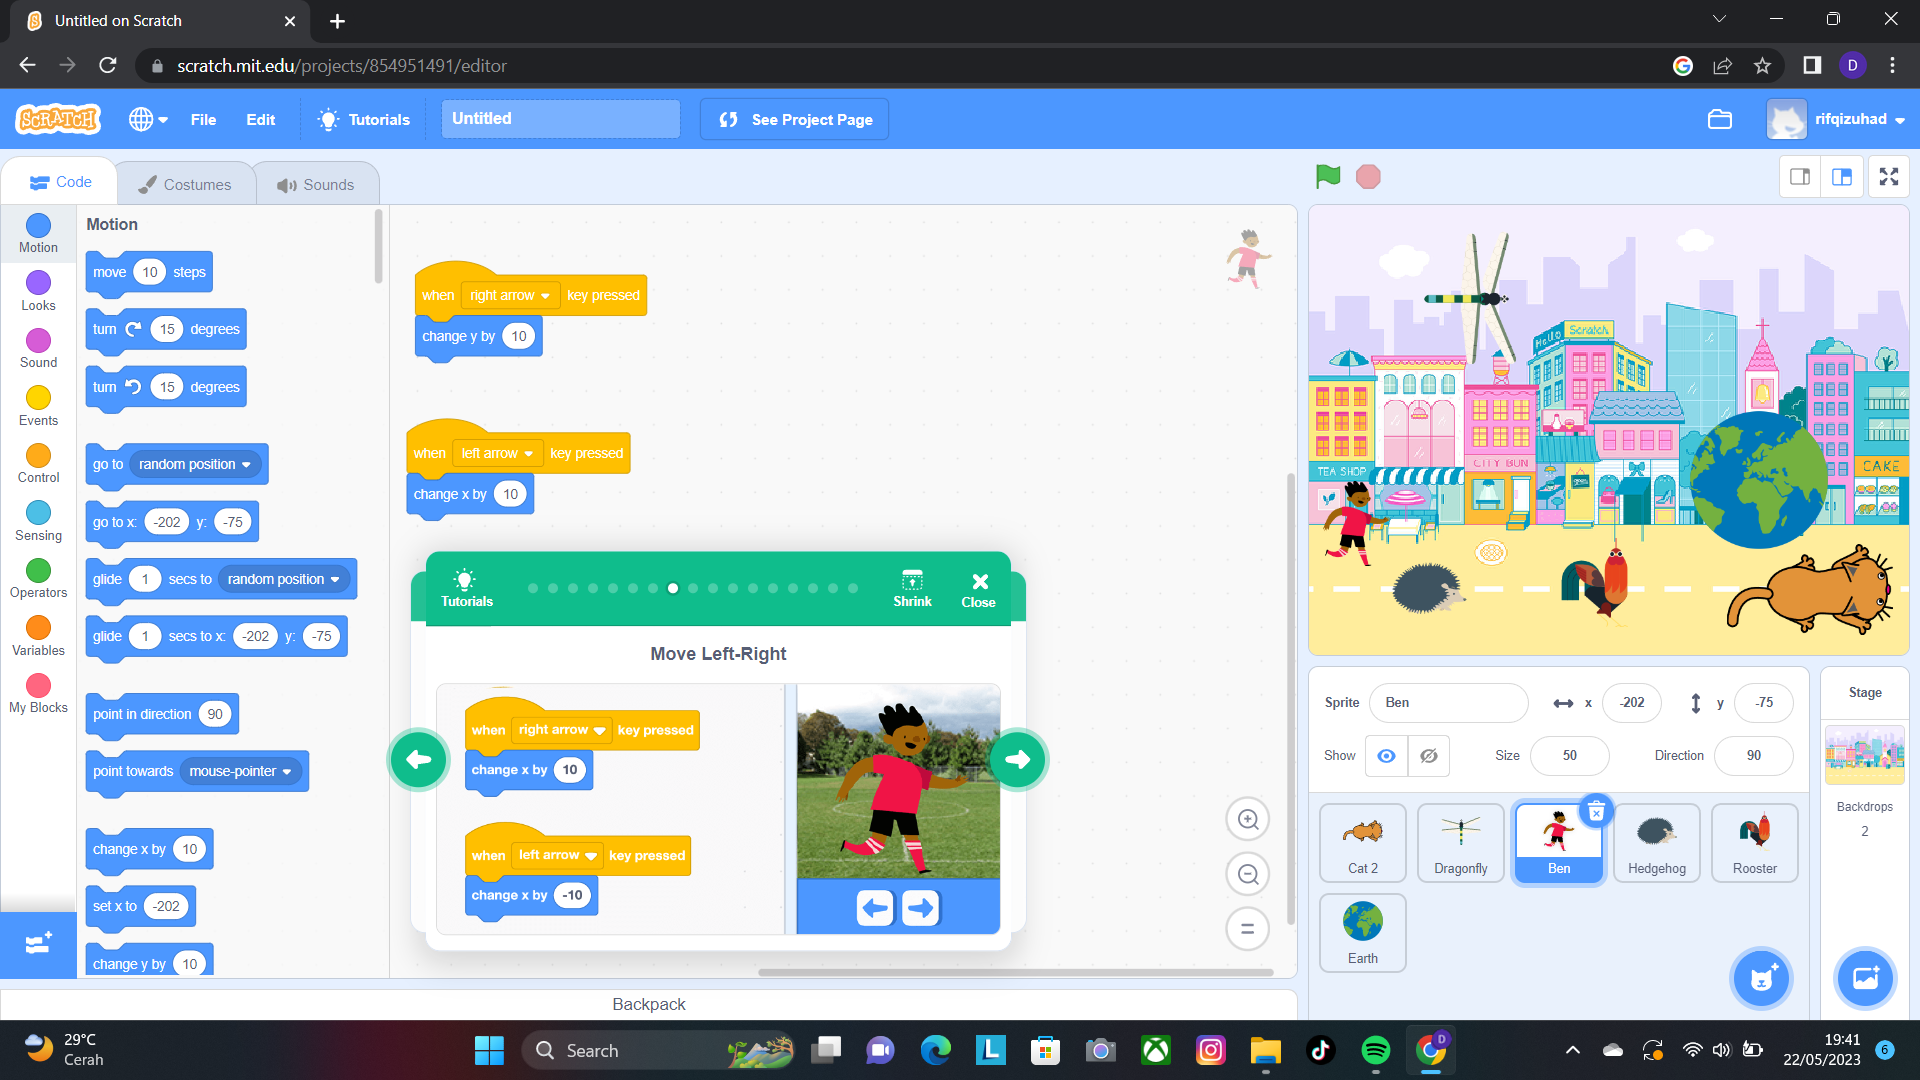 Untitled on Scratch
scratch.mit.edu/projects/854951491/editor
D
SCRATCH
File
Edit
Tutorials
Untitled
See Project Page
rifqizuhad
Code
Costumes
Sounds
Motion
Looks
Sound
Events
Control
Sensing
Operators
Variables
My Blocks
Motion
move 10 steps
turn 15 degrees
turn 15 degrees
go to random position
go to x: -202 y: -75
glide 1 secs to random position
glide 1 secs to x: -202 y: -75
point in direction 90
point towards mouse-pointer
change x by 10
set x to -202
change y by 10
when right arrow key pressed
change y by 10
when left arrow key pressed
change x by 10
Tutorials
Shrink
Close
Move Left-Right
when right arrow key pressed
change x by 10
when left arrow key pressed
change x by -10
Hello
Scratch
TEA SHOP
CITY BUN
CAKE
Sprite
Ben
x -202
y -75
Show
Size 50
Direction 90
Cat 2
Dragonfly
Ben
Hedgehog
Rooster
Earth
Stage
Backdrops
2
Backpack
29°C
Cerah
Search
L
D
19:41
22/05/2023
6